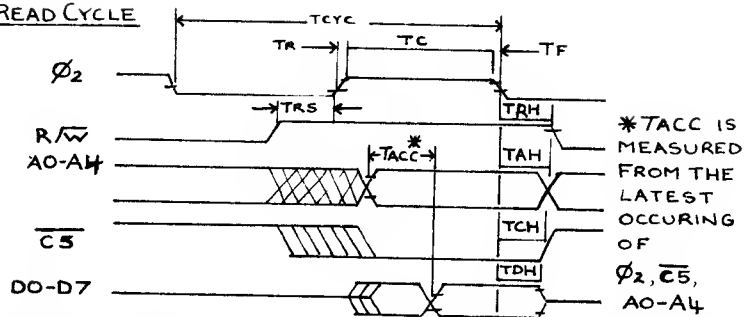 READ CYCLE
TCYC
TR
TC
TF
Ø2
TRS
TRH
R/W̅
*
TACC
TAH
A0-A4
TCH
C̅S̅
TDH
D0-D7
* TACC IS
MEASURED
FROM THE
LATEST
OCCURING
OF
Ø2, C̅S̅,
A0-A4